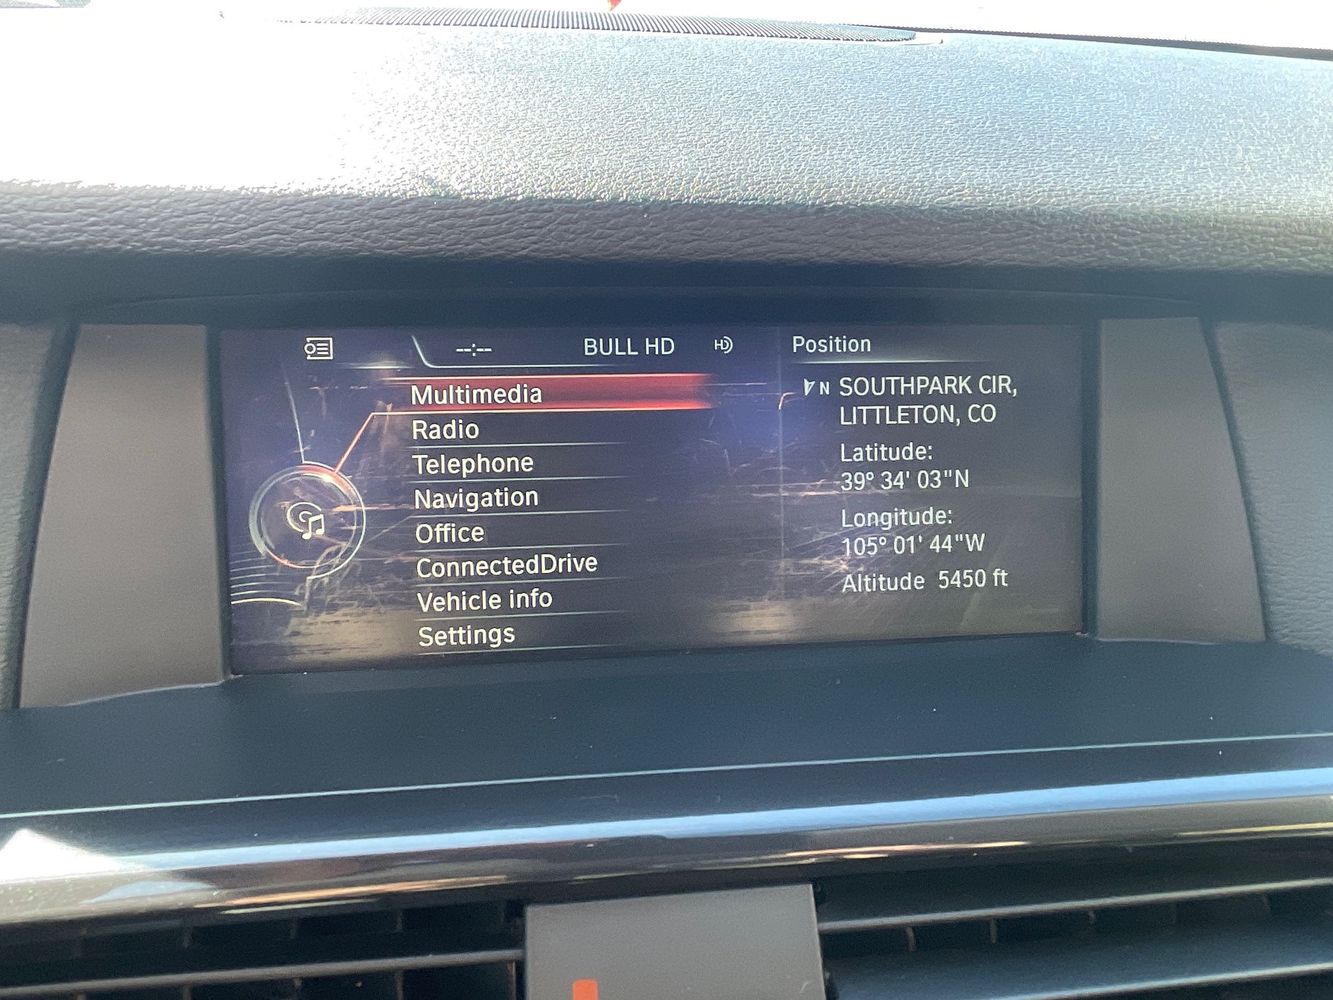 --:--
BULL HD
HD
Position
Multimedia
Radio
Telephone
Navigation
Office
ConnectedDrive
Vehicle info
Settings
N SOUTHPARK CIR,
LITTLETON, CO
Latitude:
39° 34' 03"N
Longitude:
105° 01' 44"W
Altitude 5450 ft